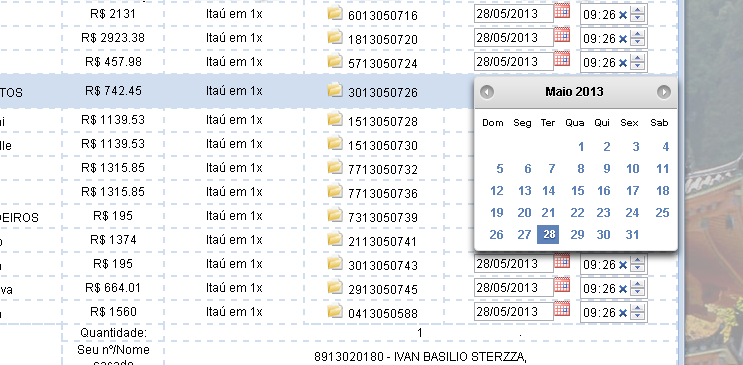 R$ 2131 Itaú em 1x 6013050716 28/05/2013 09:26
R$ 2923.38 Itaú em 1x 1813050720 28/05/2013 09:26
R$ 457.98 Itaú em 1x 5713050724 28/05/2013 09:26
TOS R$ 742.45 Itaú em 1x 3013050726
Maio 2013
Dom Seg Ter Qua Qui Sex Sab
1 2 3 4
5 6 7 8 9 10 11
12 13 14 15 16 17 18
19 20 21 22 23 24 25
26 27 28 29 30 31
R$ 1139.53 Itaú em 1x 1513050728
lle R$ 1139.53 Itaú em 1x 1513050730
R$ 1315.85 Itaú em 1x 7713050732
R$ 1315.85 Itaú em 1x 7713050736
DEIROS R$ 195 Itaú em 1x 7313050739
R$ 1374 Itaú em 1x 2113050741
R$ 195 Itaú em 1x 3013050743 28/05/2013 09:26
va R$ 664.01 Itaú em 1x 2913050745 28/05/2013 09:26
R$ 1560 Itaú em 1x 0413050588 28/05/2013 09:26
Quantidade: 1 .
Seu nº/Nome
8913020180 - IVAN BASILIO STERZZA,